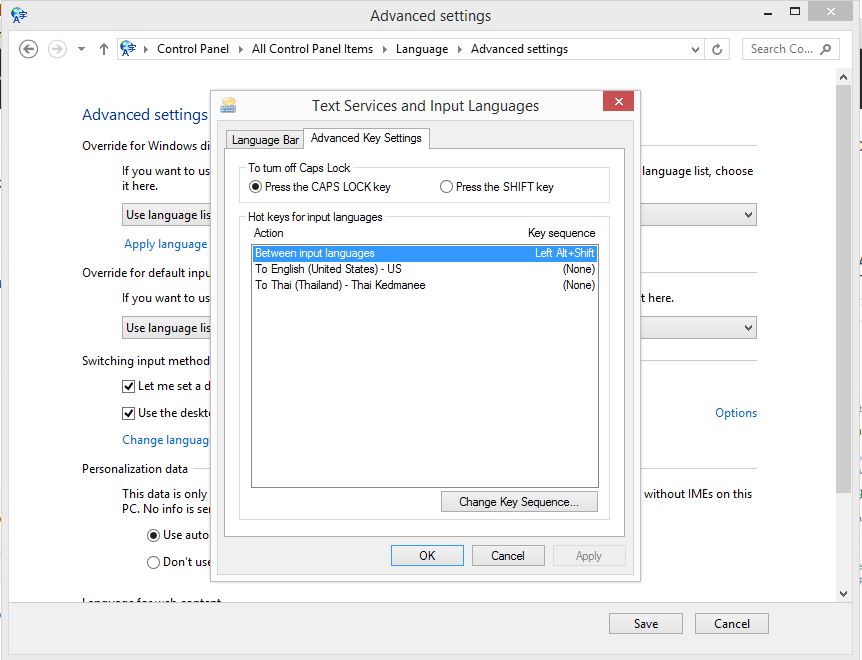 Advanced settings
Control Panel All Control Panel Items Language Advanced settings
Search Co...
Advanced settings
Override for Windows di
If you want to us
language list, choose
it here.
Use language lis
Apply language
Override for default inpu
If you want to us
t here.
Use language lis
Switching input method
Let me set a d
Use the deskto
Options
Change languag
Personalization data
This data is only
without IMEs on this
PC. No info is se
Use auto
Don't use
Language for web content
Save
Cancel
Text Services and Input Languages
Language Bar
Advanced Key Settings
To turn off Caps Lock
Press the CAPS LOCK key
Press the SHIFT key
Hot keys for input languages
Action Key sequence
Between input languages Left Alt+Shift
To English (United States) - US (None)
To Thai (Thailand) - Thai Kedmanee (None)
Change Key Sequence...
OK Cancel Apply